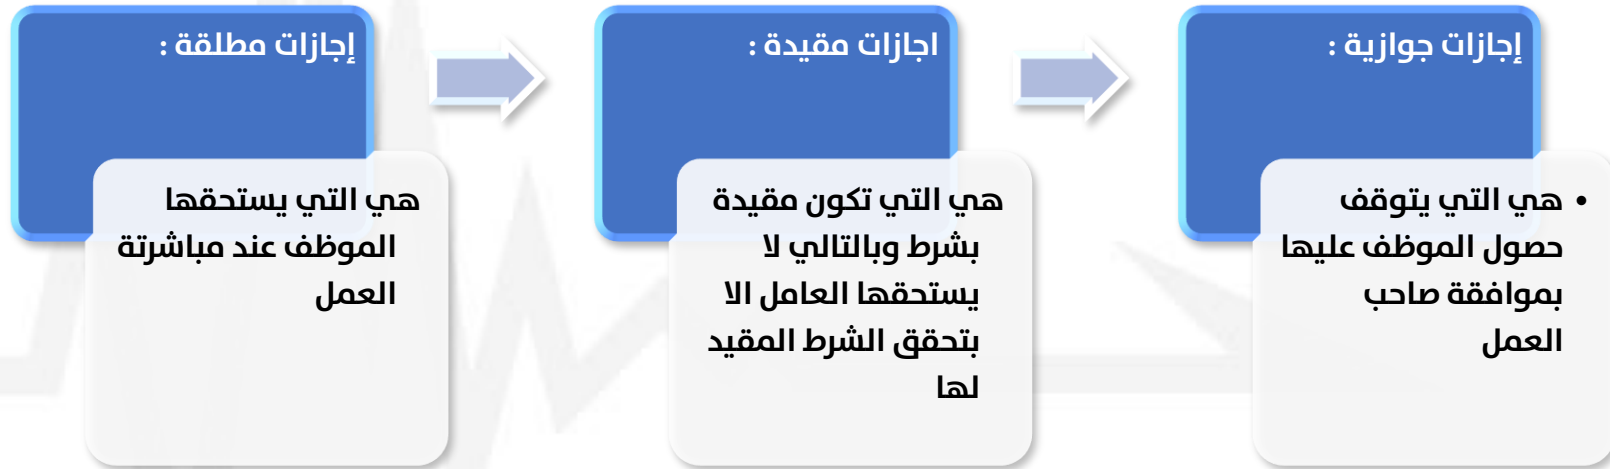 إجازات مطلقة :
هي التي يستحقها
الموظف عند مباشرتة
العمل
اجازات مقيدة :
هي التي تكون مقيدة
بشرط وبالتالي لا
يستحقها العامل الا
بتحقق الشرط المقيد
لها
إجازات جوازية :
• هي التي يتوقف
حصول الموظف عليها
بموافقة صاحب
العمل